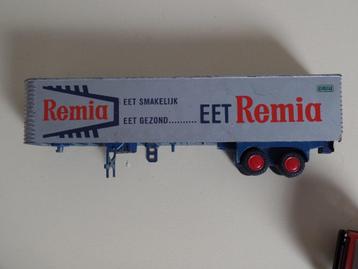 Remia
EET SMAKELIJK
EET GEZOND..........
EET Remia